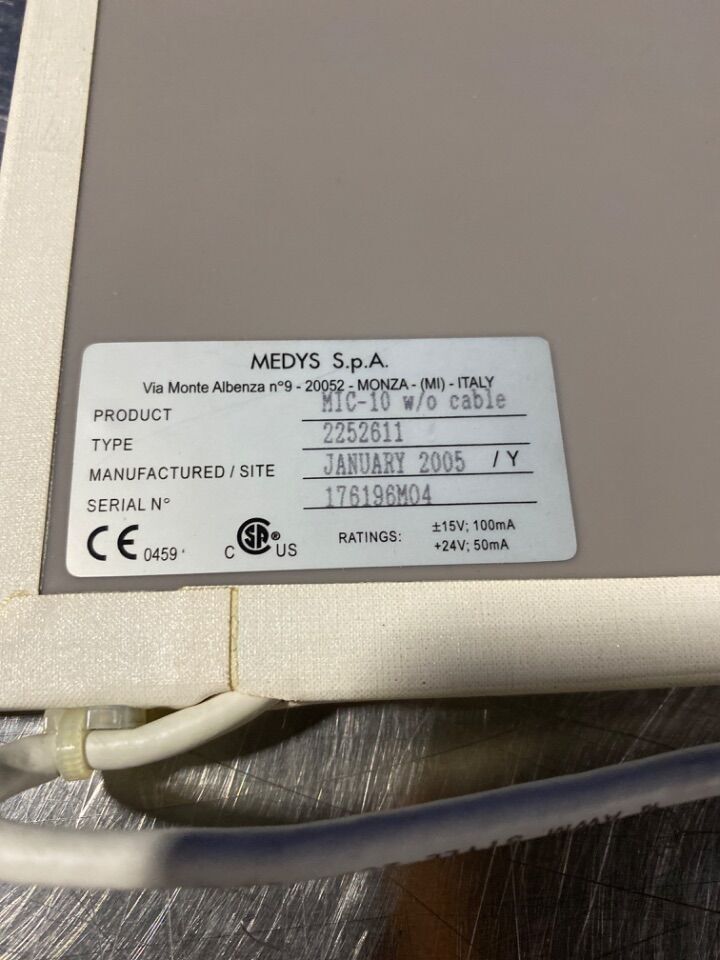 MEDYS S.p.A.
Via Monte Albenza n°9 - 20052 - MONZA - (MI) - ITALY
PRODUCT MIC-10 w/o cable
TYPE 2252611
MANUFACTURED / SITE JANUARY 2005 / Y
SERIAL N° 176196M04
CE 0459 C SA® US RATINGS: ±15V; 100mA
+24V; 50mA